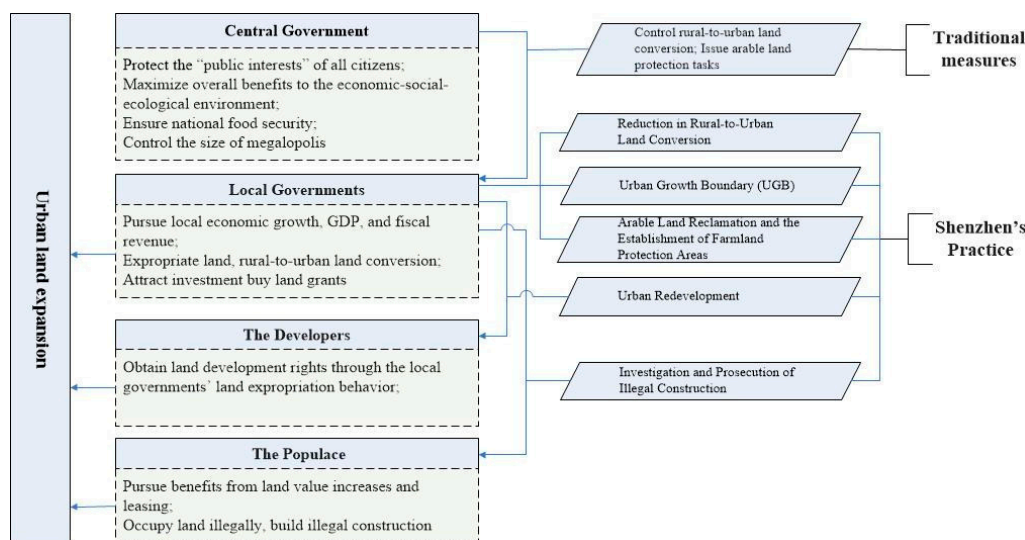 Urban land expansion
Central Government
Protect the “public interests” of all citizens;
Maximize overall benefits to the economic-social-
ecological environment;
Ensure national food security;
Control the size of megalopolis
Local Governments
Pursue local economic growth, GDP, and fiscal
revenue;
Expropriate land, rural-to-urban land conversion;
Attract investment buy land grants
The Developers
Obtain land development rights through the local
governments’ land expropriation behavior;
The Populace
Pursue benefits from land value increases and
leasing;
Occupy land illegally, build illegal construction
Control rural-to-urban land
conversion; Issue arable land
protection tasks
Reduction in Rural-to-Urban
Land Conversion
Urban Growth Boundary (UGB)
Arable Land Reclamation and the
Establishment of Farmland
Protection Areas
Urban Redevelopment
Investigation and Prosecution of
Illegal Construction
Traditional
measures
Shenzhen’s
Practice